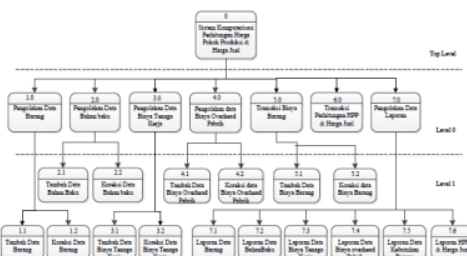 0
Sistem Komputerisasi
Perhitungan Harga
Pokok Produksi &
Harga Jual
Top Level
1.0
Pengolahan Data
Barang
2.0
Pengolahan Data
Bahan baku
3.0
Pengolahan Data
Biaya Tenaga
Kerja
4.0
Pengolahan data
Biaya Overhead
Pabrik
5.0
Transaksi Biaya
Barang
6.0
Transaksi
Perhitungan HPP
& Harga Jual
7.0
Pengolahan Data
Laporan
Level 0
2.1
Tambah Data
Bahan Baku
2.2
Koreksi Data
Bahan baku
4.1
Tambah Data
Biaya Overhead
Pabrik
4.2
Koreksi data
Biaya Overhead
Pabrik
5.1
Tambah Data
Biaya Barang
5.2
Koreksi data
Biaya Barang
Level 1
1.1
Tambah Data
Barang
1.2
Koreksi Data
Barang
3.1
Tambah Data
Biaya Tenaga
3.2
Koreksi Data
Biaya Tenaga
7.1
Laporan Data
Barang
7.2
Laporan Data
BahanBaku
7.3
Laporan Data
Biaya Tenaga
7.4
Laporan Data
Biaya overhead
7.5
Laporan Data
Kebutuhan
7.6
Laporan HPP
& Harga Jual